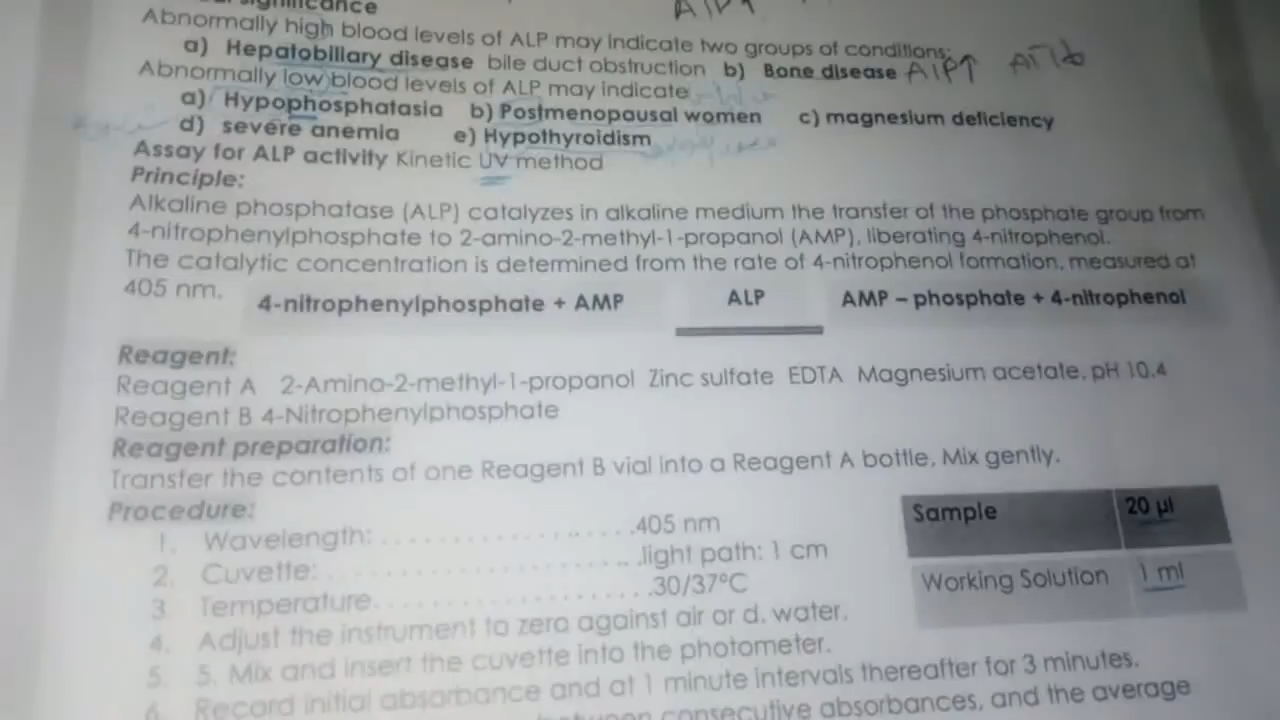 significance
Abnormally high blood levels of ALP may indicate two groups of conditions:
a) Hepatobiliary disease bile duct obstruction b) Bone disease AlP↑
Abnormally low blood levels of ALP may indicate
a) Hypophosphatasia b) Postmenopausal women c) magnesium deficiency
d) severe anemia e) Hypothyroidism
Assay for ALP activity Kinetic UV method
Principle:
Alkaline phosphatase (ALP) catalyzes in alkaline medium the transfer of the phosphate group from
4-nitrophenylphosphate to 2-amino-2-methyl-1-propanol (AMP), liberating 4-nitrophenol.
The catalytic concentration is determined from the rate of 4-nitrophenol formation, measured at
405 nm.
4-nitrophenylphosphate + AMP ALP AMP – phosphate + 4-nitrophenol
Reagent:
Reagent A 2-Amino-2-methyl-1-propanol Zinc sulfate EDTA Magnesium acetate, pH 10.4
Reagent B 4-Nitrophenylphosphate
Reagent preparation:
Transfer the contents of one Reagent B vial into a Reagent A bottle, Mix gently.
Procedure:
1. Wavelength: . . . . . . . . . . . . . . . . . . .405 nm
2. Cuvette: . . . . . . . . . . . . . . . . . . . . . .light path: 1 cm
3. Temperature. . . . . . . . . . . . . . . . . . . .30/37ºC
4. Adjust the instrument to zero against air or d. water.
5. 5. Mix and insert the cuvette into the photometer.
6. Record initial absorbance and at 1 minute intervals thereafter for 3 minutes.
between consecutive absorbances, and the average
Sample 20 µl
Working Solution 1 ml